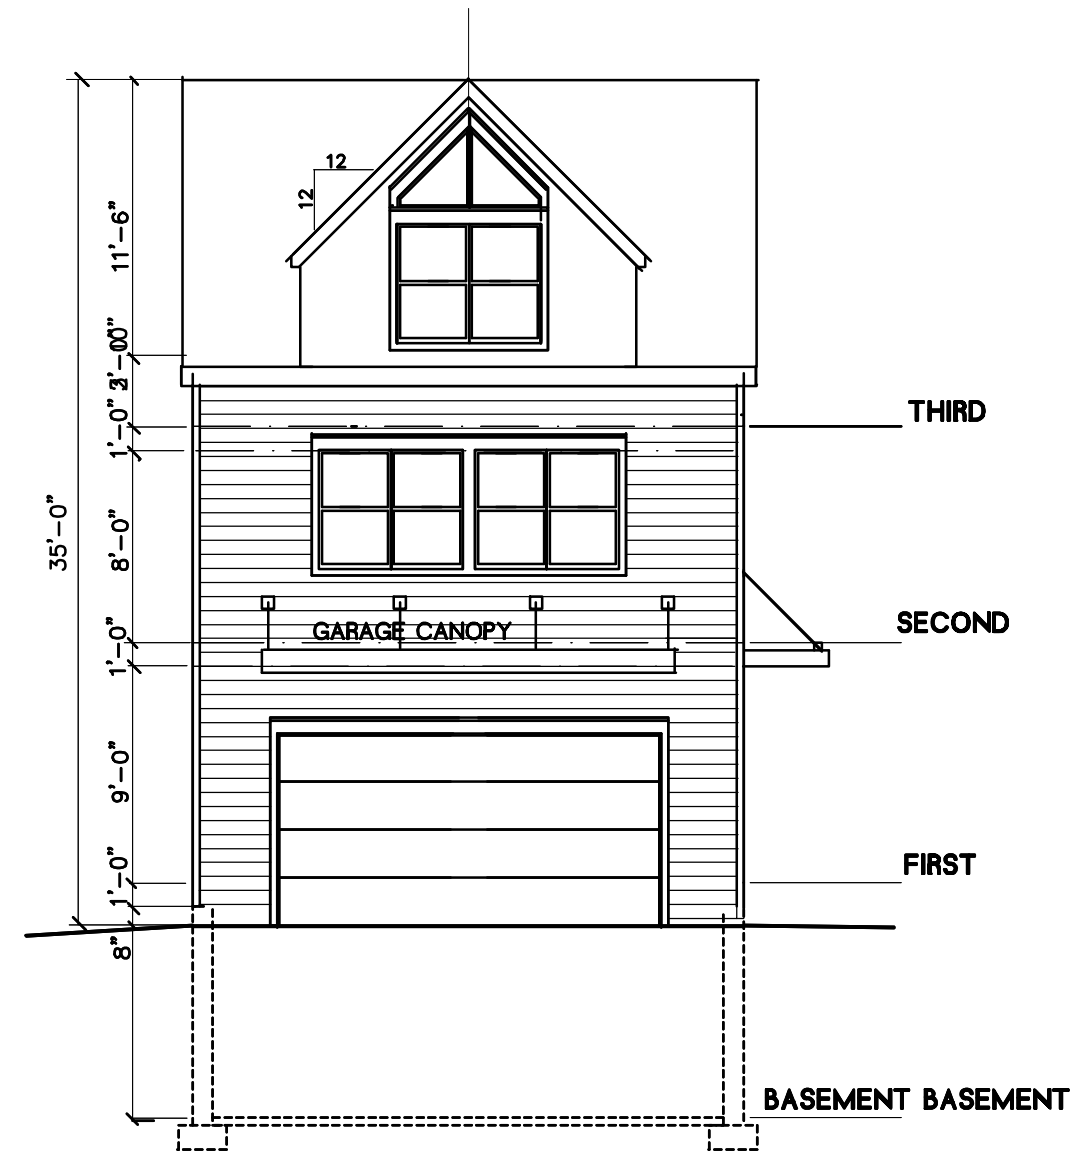 12
12
11'-6"
1'-0"
THIRD
35'-0"
8'-0"
1'-0"
GARAGE CANOPY
SECOND
9'-0"
1'-0"
FIRST
8"
BASEMENT BASEMENT